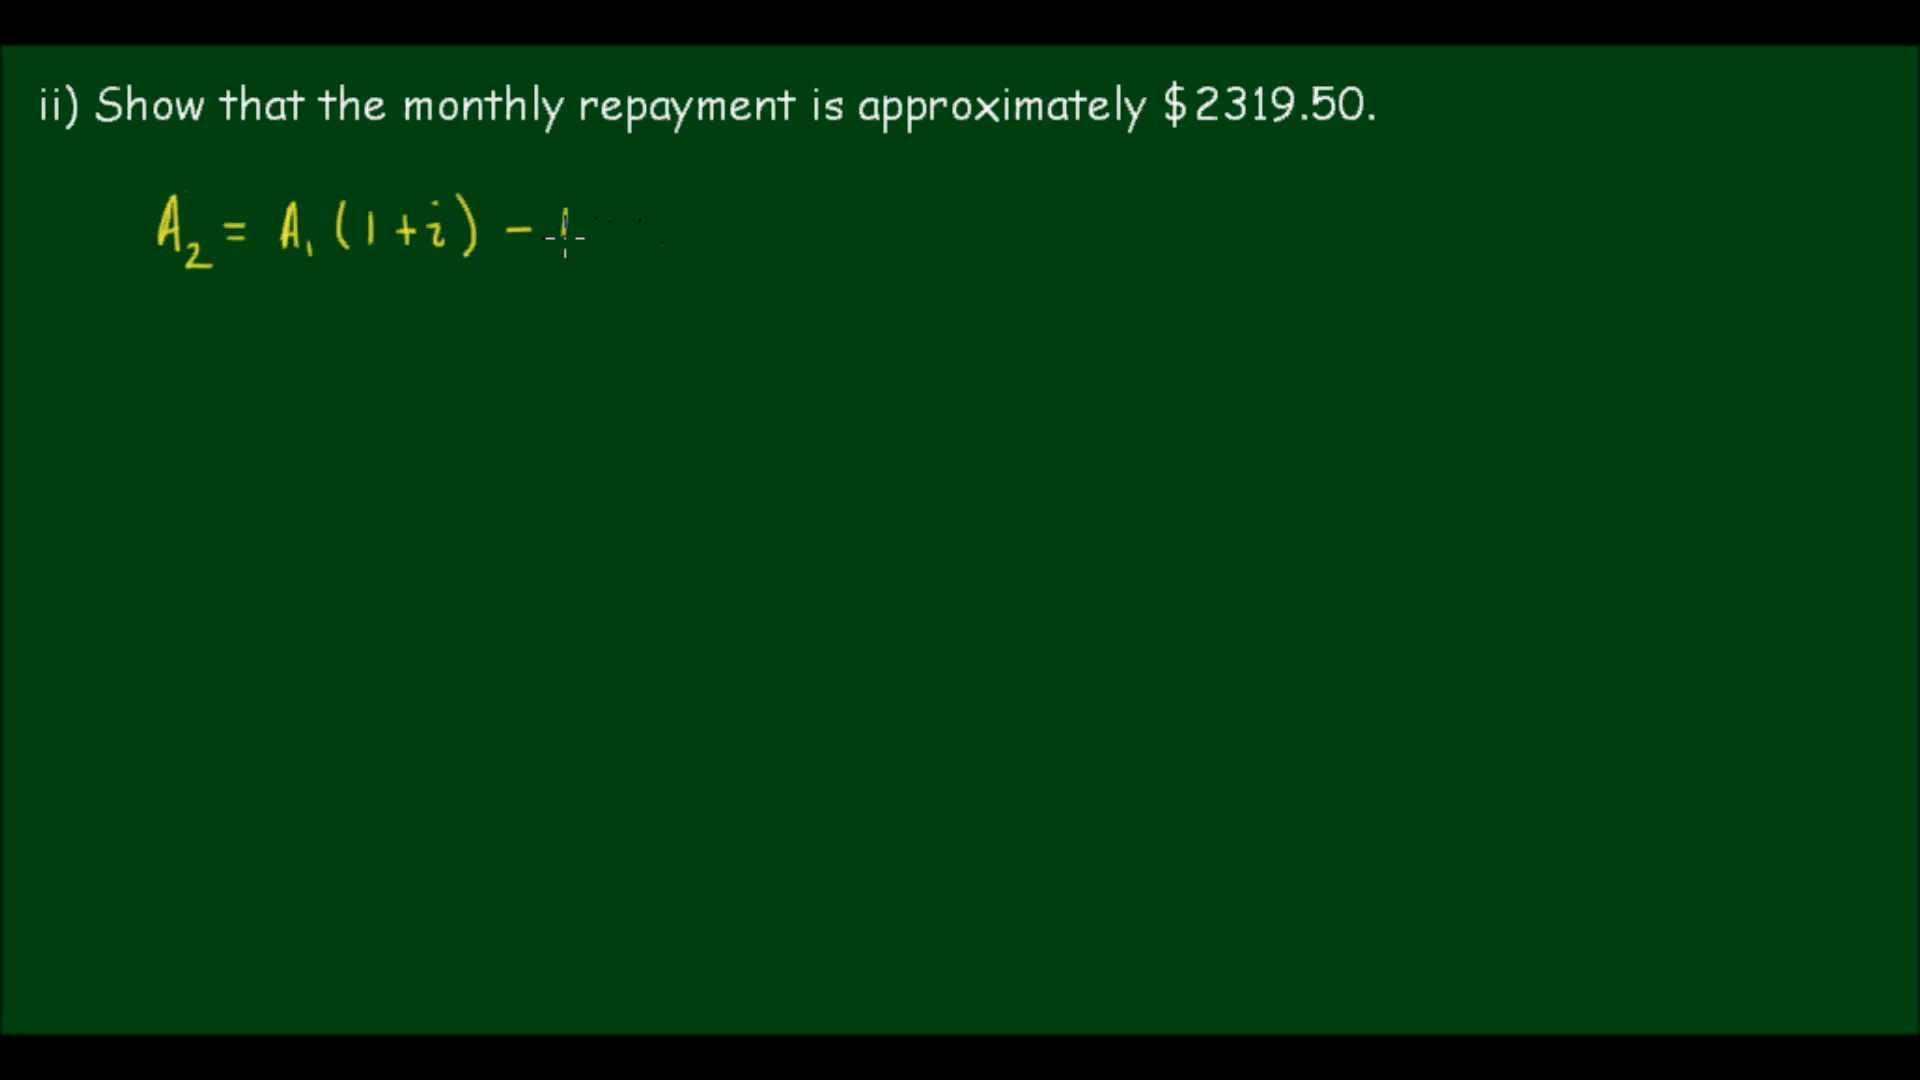 ii) Show that the monthly repayment is approximately $2319.50.
A₂ = A₁ (1 + i) –